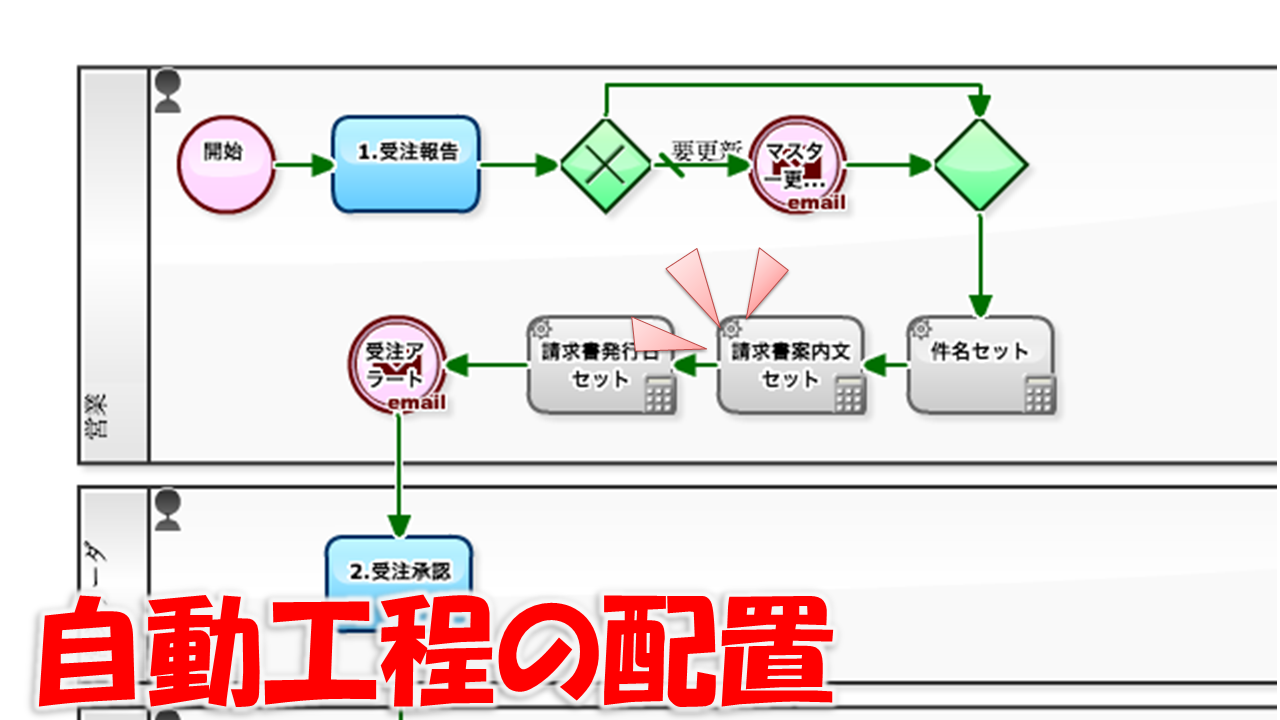 開始
1.受注報告
要更新
マスタ
ー更...
email
受注ア
ラート
email
請求書発行日
セット
請求書案内文
セット
件名セット
営業
ーダ
2.受注承認
自動工程の配置